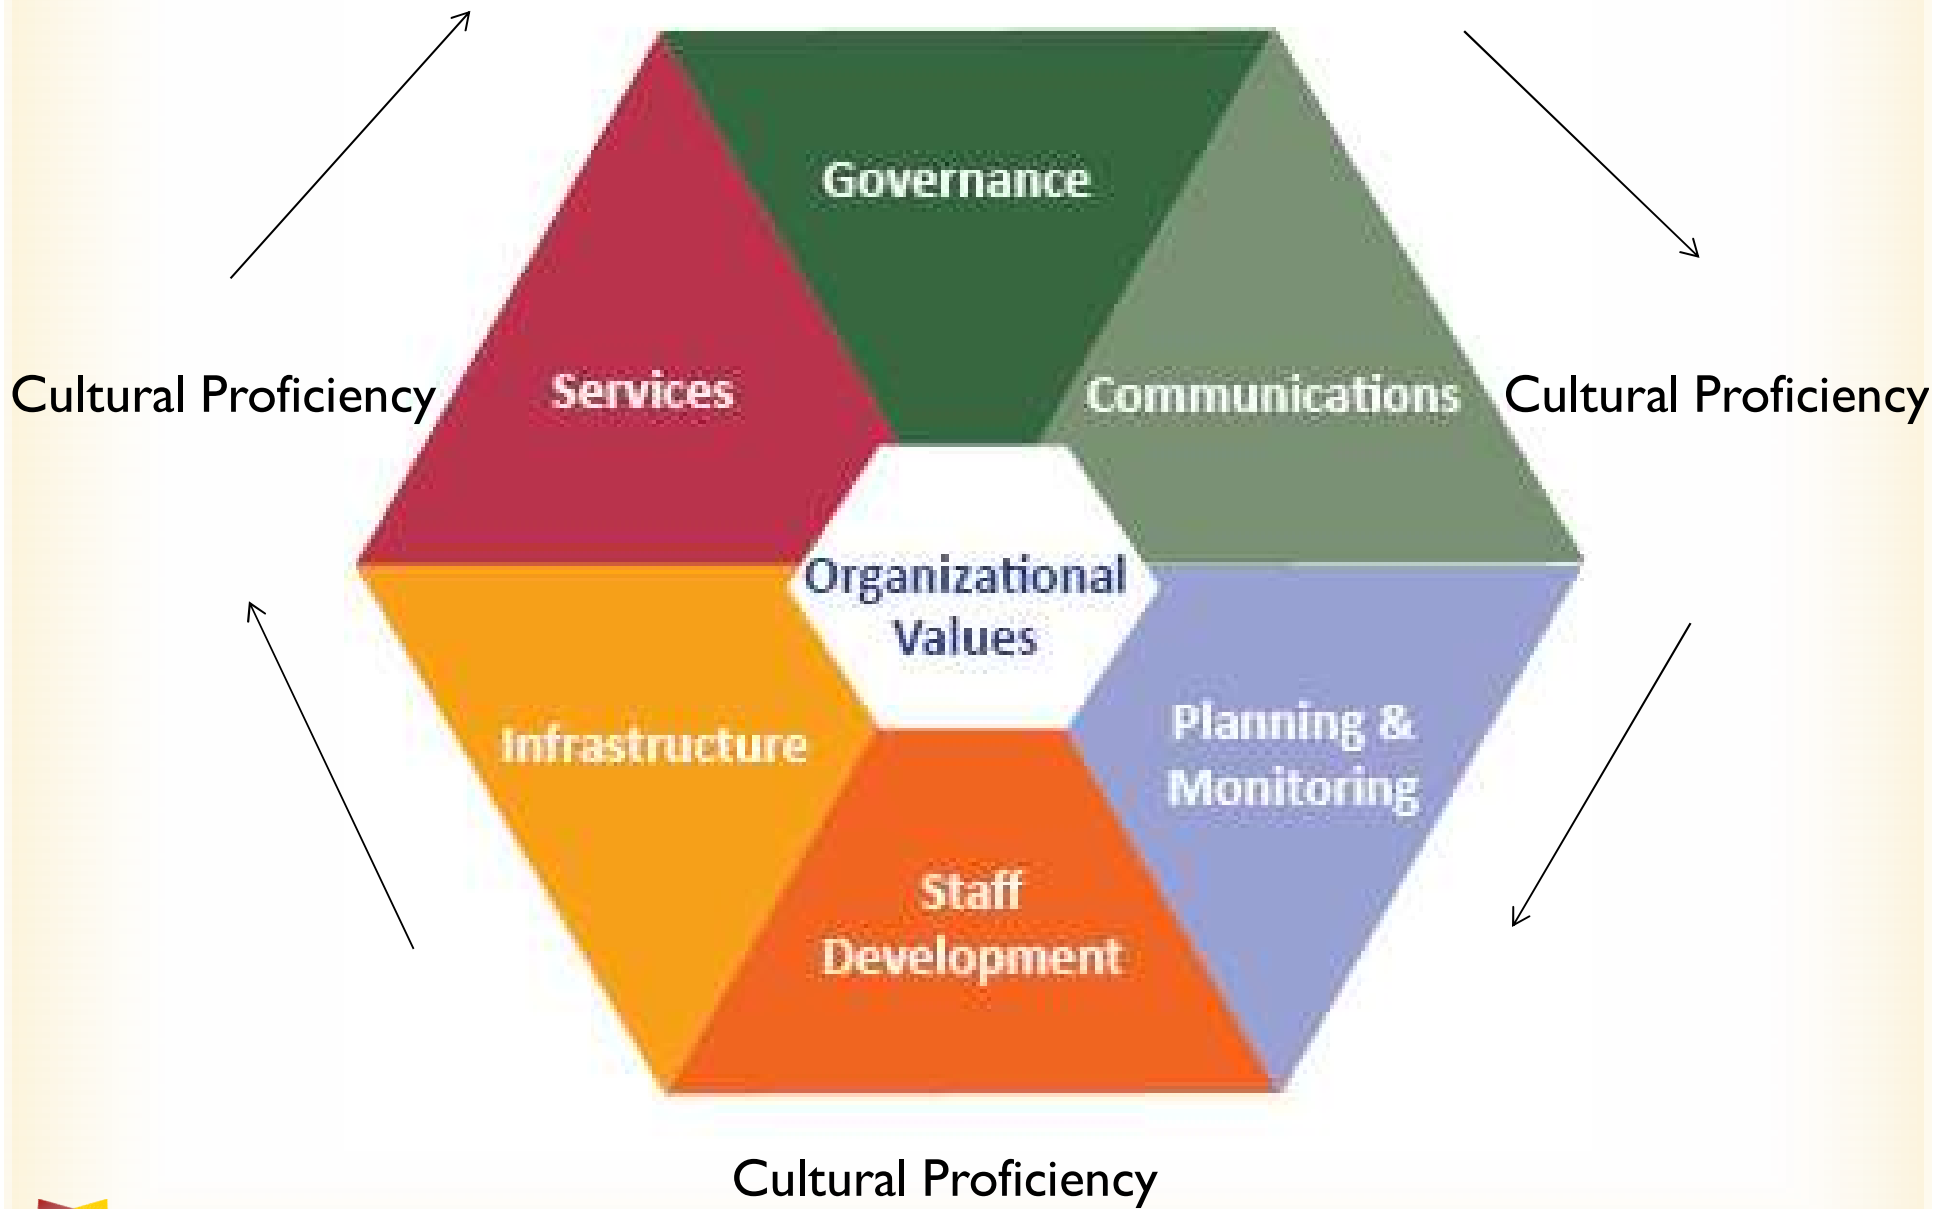 Governance
Services
Communications
Cultural Proficiency
Cultural Proficiency
Organizational
Values
Infrastructure
Planning &
Monitoring
Staff
Development
Cultural Proficiency